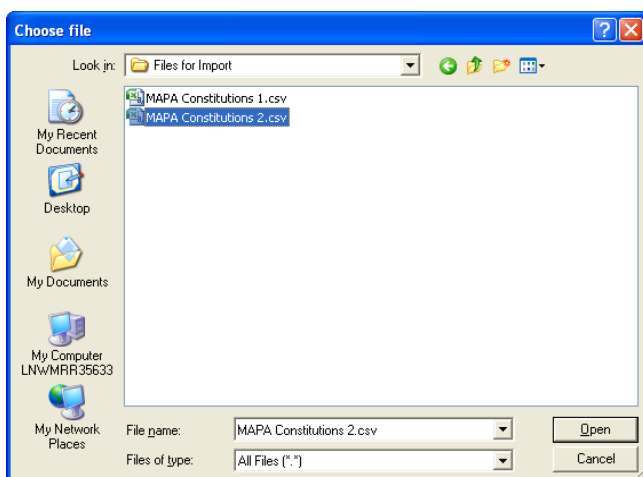 Choose file
Look in:
Files for Import
MAPA Constitutions 1.csv
MAPA Constitutions 2.csv
My Recent
Documents
Desktop
My Documents
My Computer
LNWMRR35633
My Network
Places
File name:
MAPA Constitutions 2.csv
Open
Files of type:
All Files (*.*)
Cancel